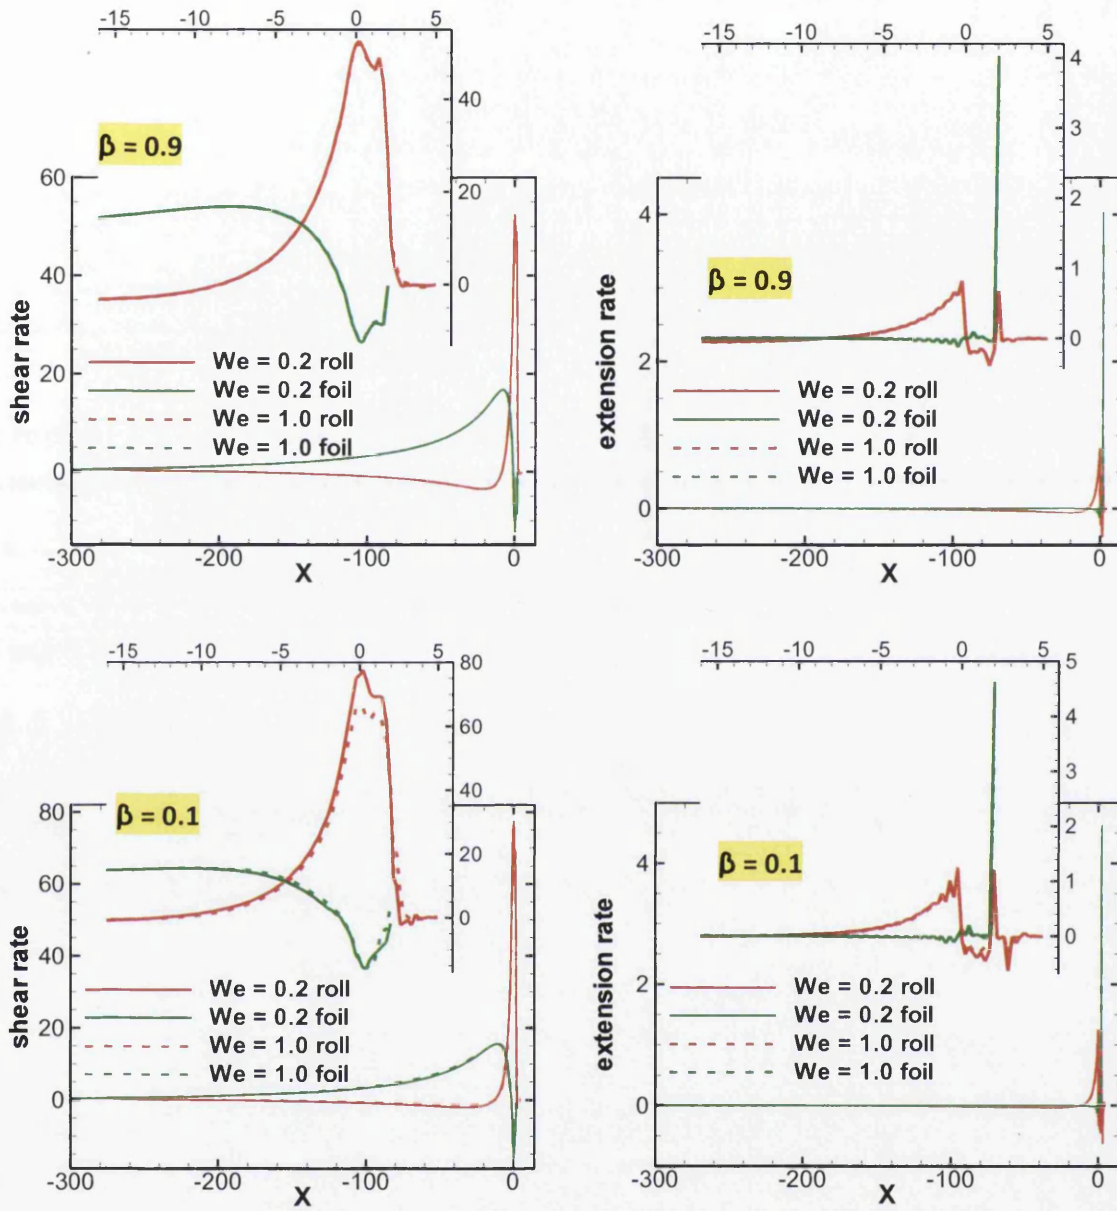 -15 -10 -5 0 5
40
20
0
β = 0.9
60
40
20
0
shear rate
We = 0.2 roll
We = 0.2 foil
We = 1.0 roll
We = 1.0 foil
-300 -200 -100 0
X
-15 -10 -5 0 5
4
3
2
1
0
β = 0.9
4
2
0
extension rate
We = 0.2 roll
We = 0.2 foil
We = 1.0 roll
We = 1.0 foil
-300 -200 -100 0
X
-15 -10 -5 0 5
80
60
40
20
0
β = 0.1
80
60
40
20
0
shear rate
We = 0.2 roll
We = 0.2 foil
We = 1.0 roll
We = 1.0 foil
-300 -200 -100 0
X
-15 -10 -5 0 5
5
4
3
2
1
0
β = 0.1
4
2
0
extension rate
We = 0.2 roll
We = 0.2 foil
We = 1.0 roll
We = 1.0 foil
-300 -200 -100 0
X